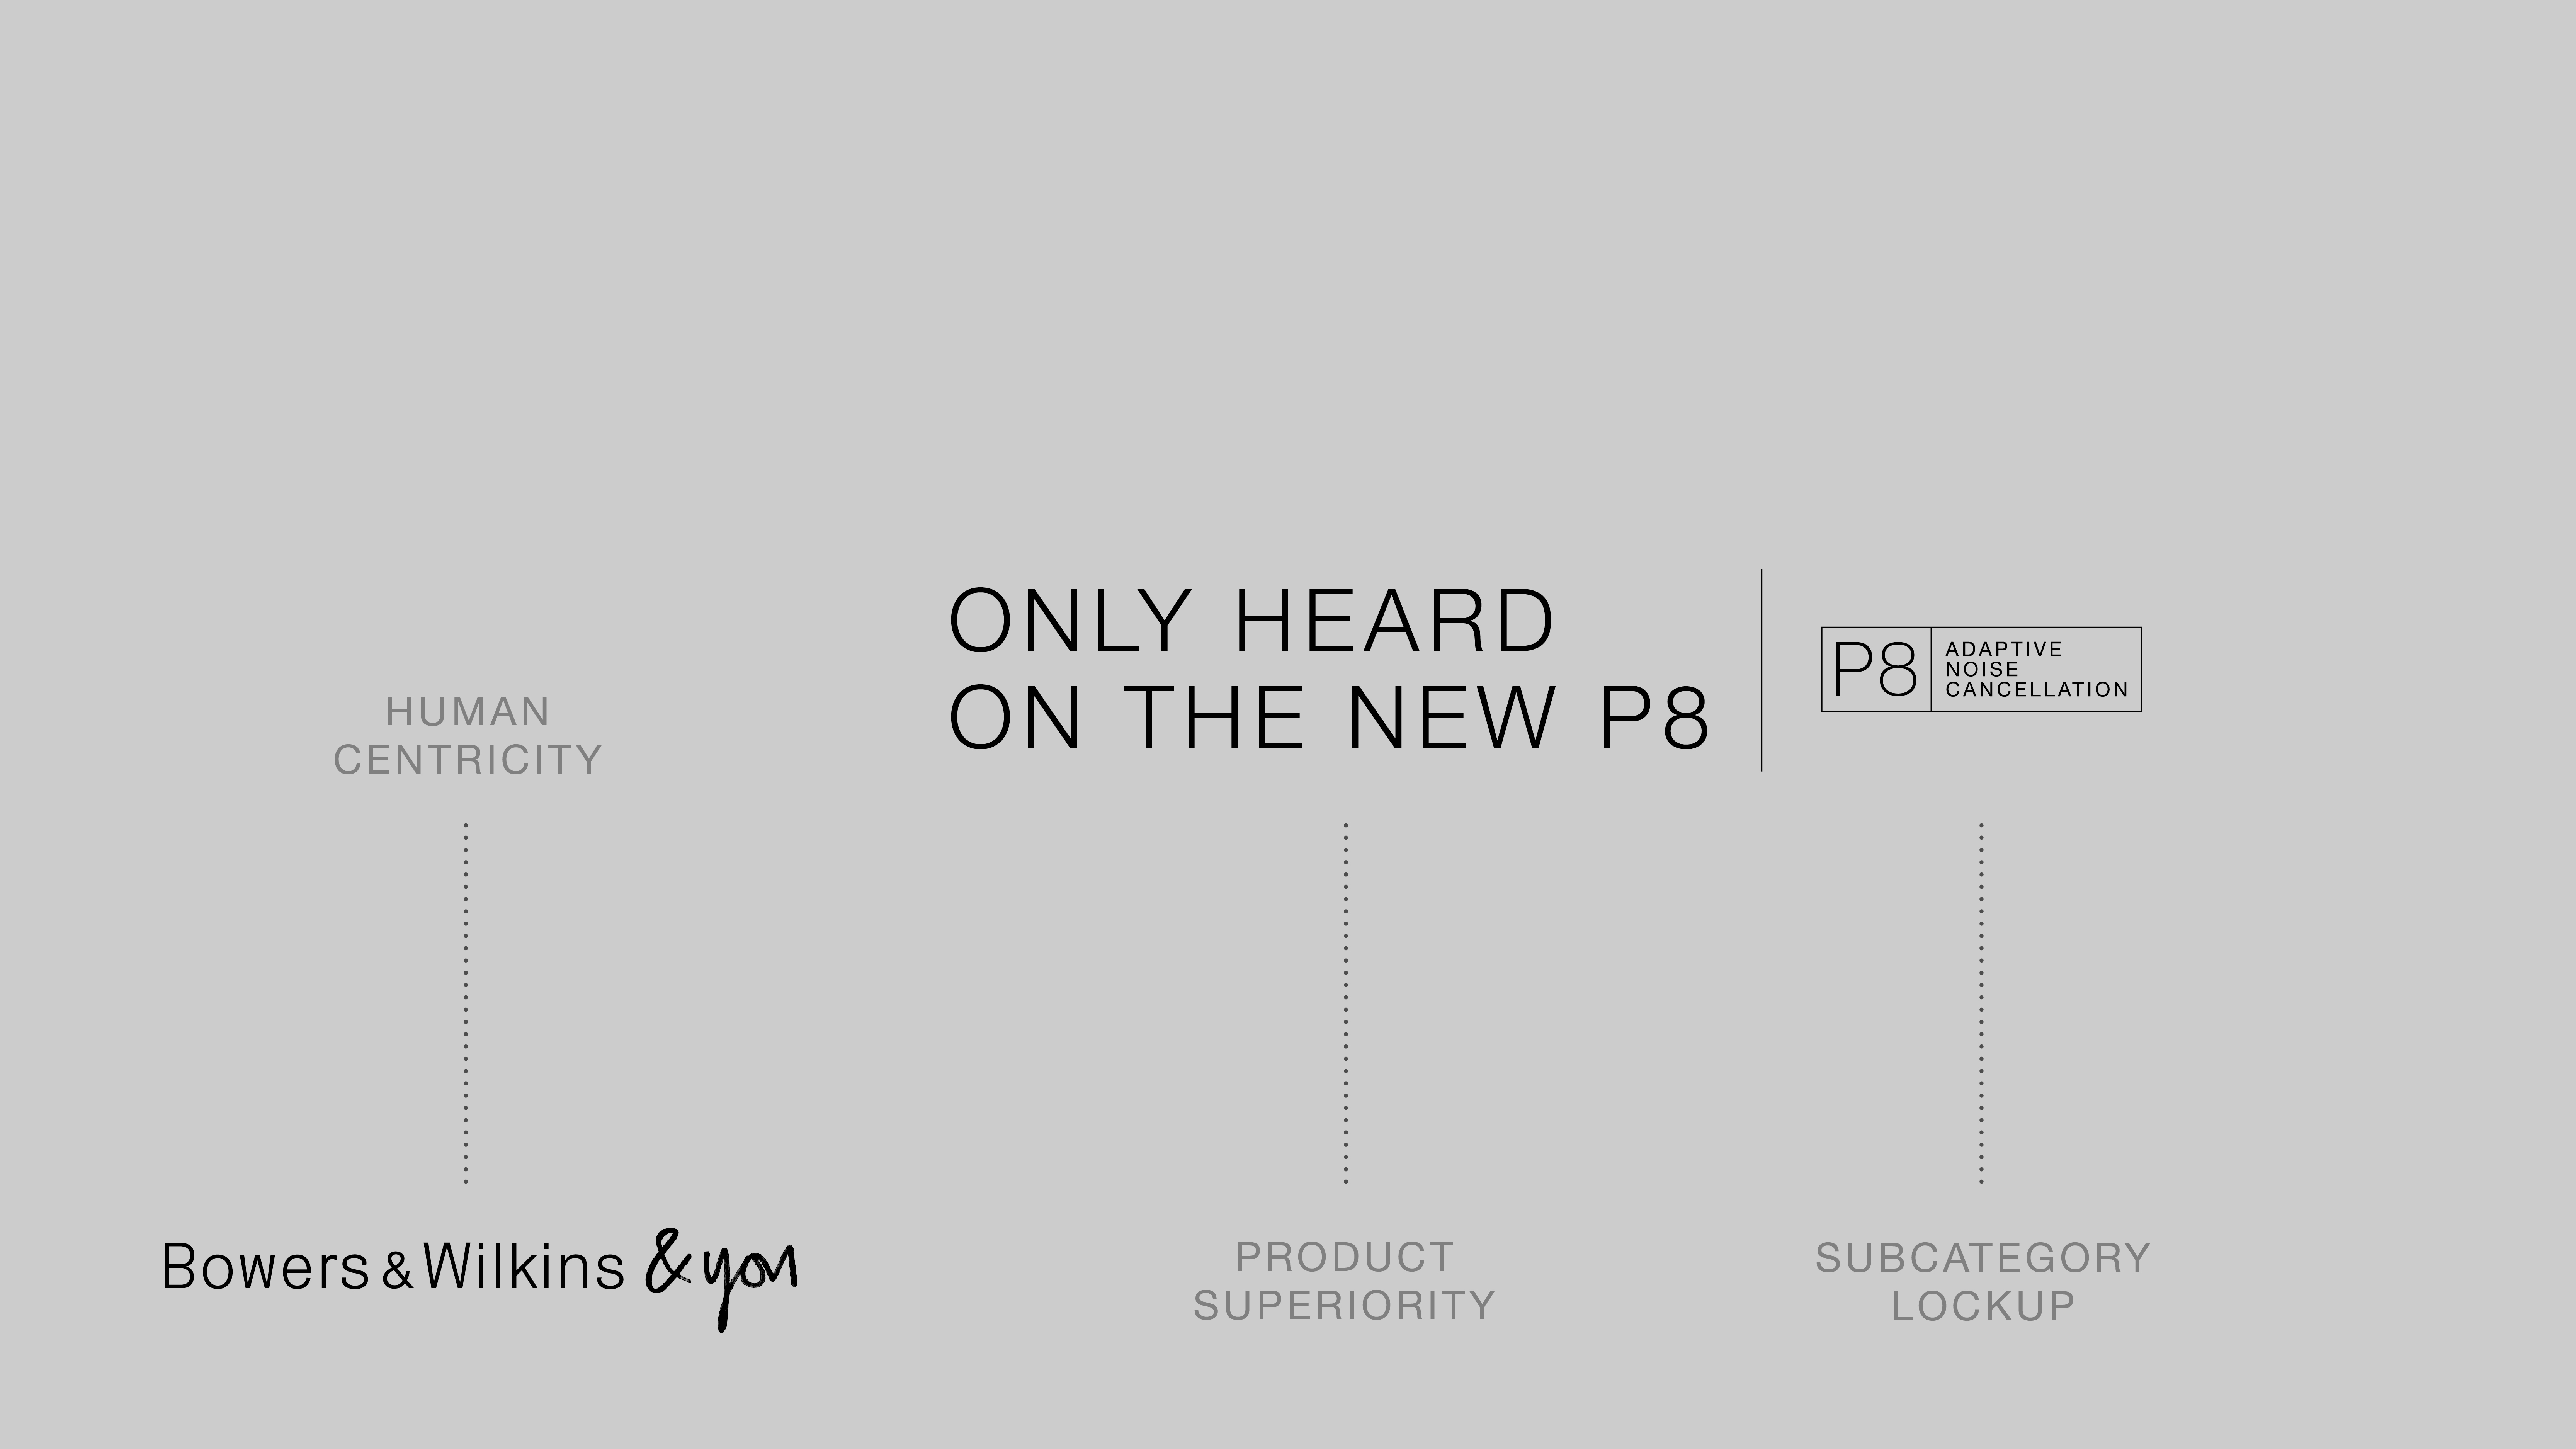 HUMAN
CENTRICITY
Bowers & Wilkins & you
ONLY HEARD
ON THE NEW P8
PRODUCT
SUPERIORITY
P8
ADAPTIVE
NOISE
CANCELLATION
SUBCATEGORY
LOCKUP